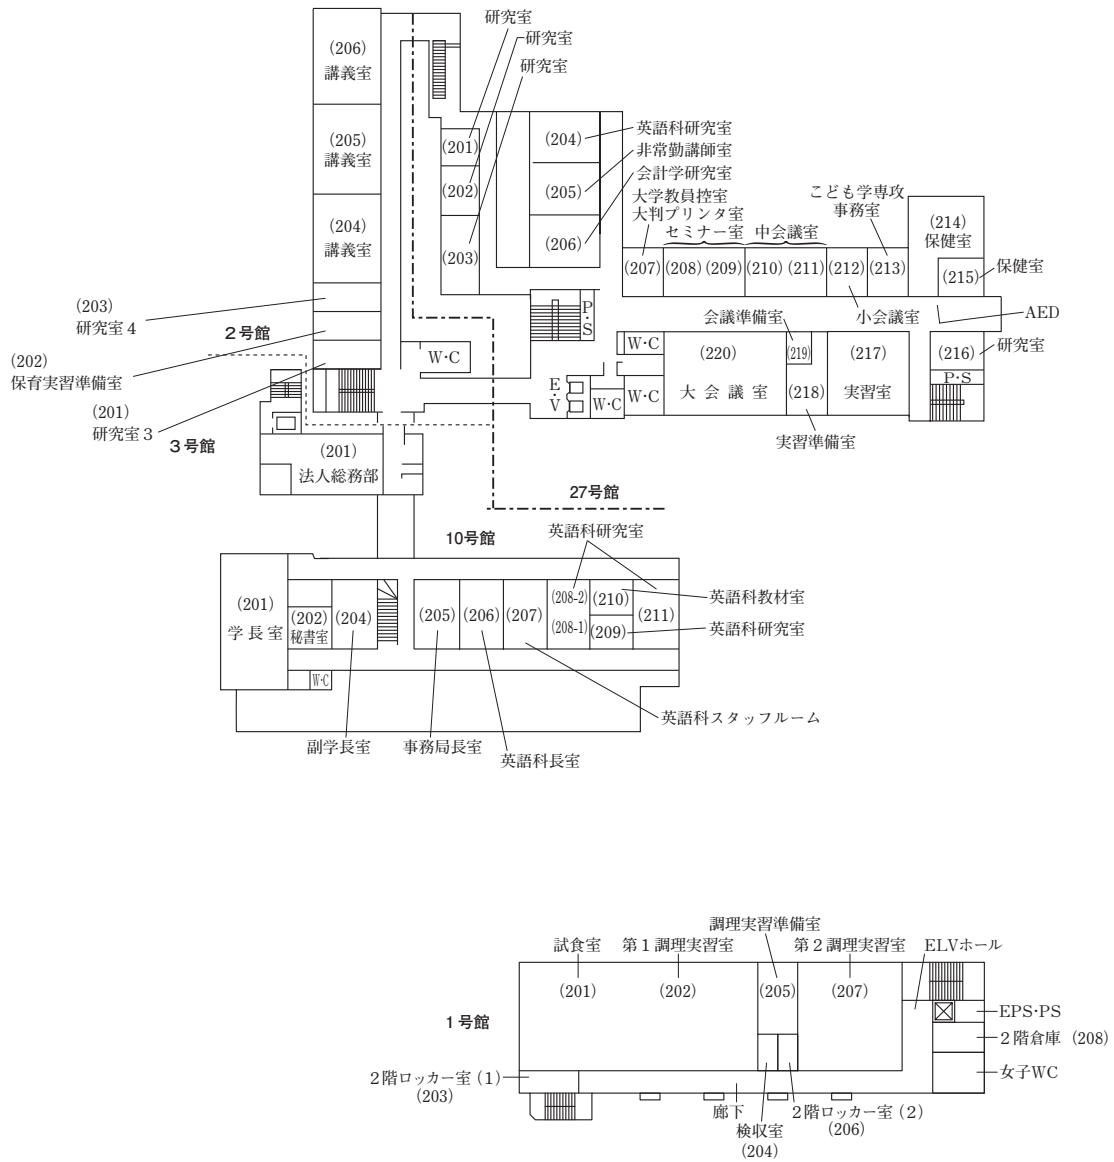 研究室
研究室
研究室
(206)
講義室
(205)
講義室
(204)
講義室
(201)
(202)
(203)
(204)
(205)
(206)
英語科研究室
非常勤講師室
会計学研究室
大学教員控室
大判プリンタ室
セミナー室
中会議室
こども学専攻
事務室
(207)
(208)
(209)
(210)
(211)
(212)
(213)
(214)
保健室
(215)
保健室
(203)
研究室4
2号館
(202)
保育実習準備室
(201)
研究室3
3号館
W・C
P・S
E・V
W・C
W・C
W・C
会議準備室
小会議室
AED
(220)
大会議室
(219)
(218)
(217)
実習室
(216)
研究室
P・S
実習準備室
(201)
法人総務部
27号館
10号館
英語科研究室
(201)
学長室
(202)
秘書室
(204)
(205)
(206)
(207)
(208-2)
(208-1)
(210)
(209)
(211)
英語科教材室
英語科研究室
W・C
英語科スタッフルーム
副学長室
事務局長室
英語科長室
調理実習準備室
試食室
第1調理実習室
第2調理実習室
ELVホール
(201)
(202)
(205)
(207)
1号館
EPS・PS
2階倉庫 (208)
女子WC
2階ロッカー室(1)
(203)
廊下
検収室
(204)
2階ロッカー室(2)
(206)